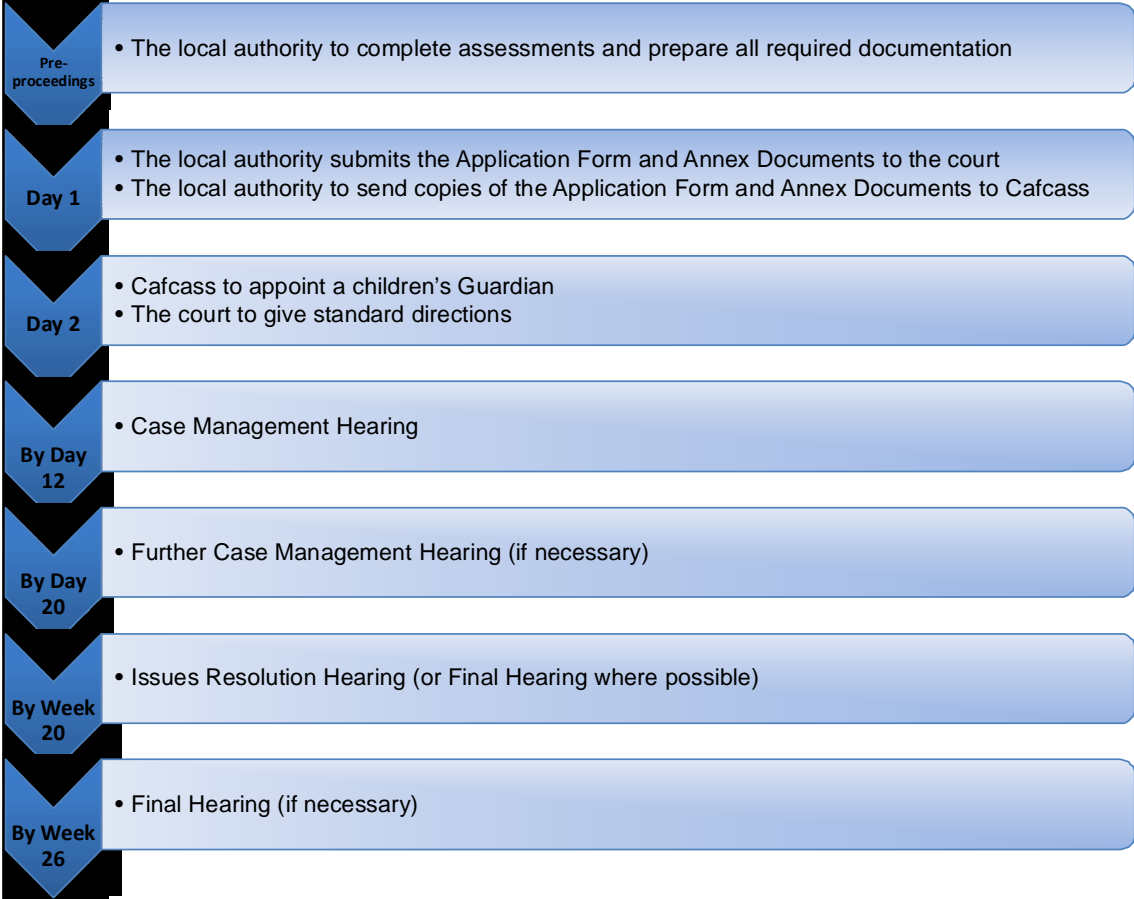 Pre-
proceedings
• The local authority to complete assessments and prepare all required documentation
Day 1
• The local authority submits the Application Form and Annex Documents to the court
• The local authority to send copies of the Application Form and Annex Documents to Cafcass
Day 2
• Cafcass to appoint a children’s Guardian
• The court to give standard directions
By Day
12
• Case Management Hearing
By Day
20
• Further Case Management Hearing (if necessary)
By Week
20
• Issues Resolution Hearing (or Final Hearing where possible)
By Week
26
• Final Hearing (if necessary)